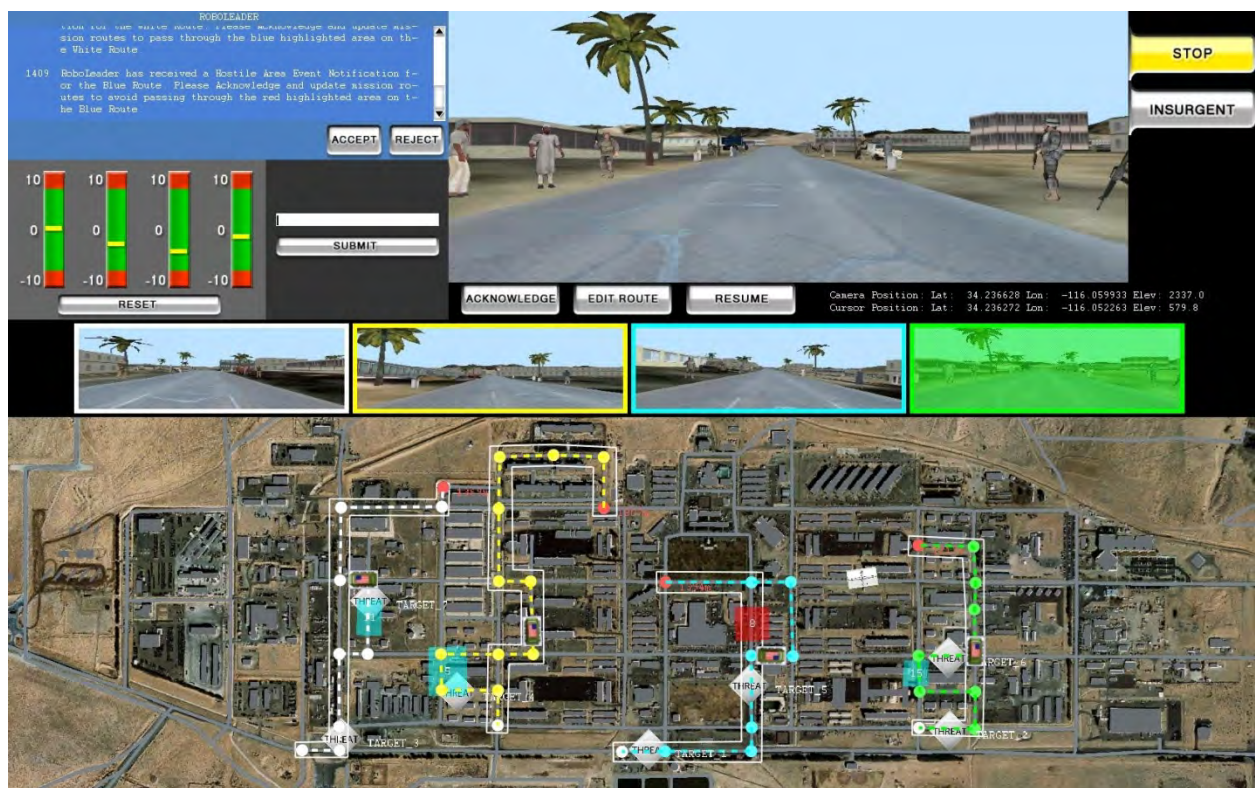 ROBOLEADER
tion for the White Route. Please Acknowledge and update mis-
sion routes to pass through the blue highlighted area on th-
e White Route
1409 RoboLeader has received a Hostile Area Event Notification f-
or the Blue Route. Please Acknowledge and update mission ro-
utes to avoid passing through the red highlighted area on t-
he Blue Route
ACCEPT REJECT
STOP
INSURGENT
10 10 10 10
0 0 0 0
-10 -10 -10 -10
RESET
SUBMIT
ACKNOWLEDGE EDIT ROUTE RESUME
Camera Position: Lat: 34.236628 Lon: -116.059933 Elev: 2337.0
Cursor Position: Lat: 34.236272 Lon: -116.052263 Elev: 579.8
THREAT
THREAT TARGET_5
THREAT TARGET_3
THREAT TARGET_1
THREAT TARGET_6
THREAT TARGET_2
THREAT
15